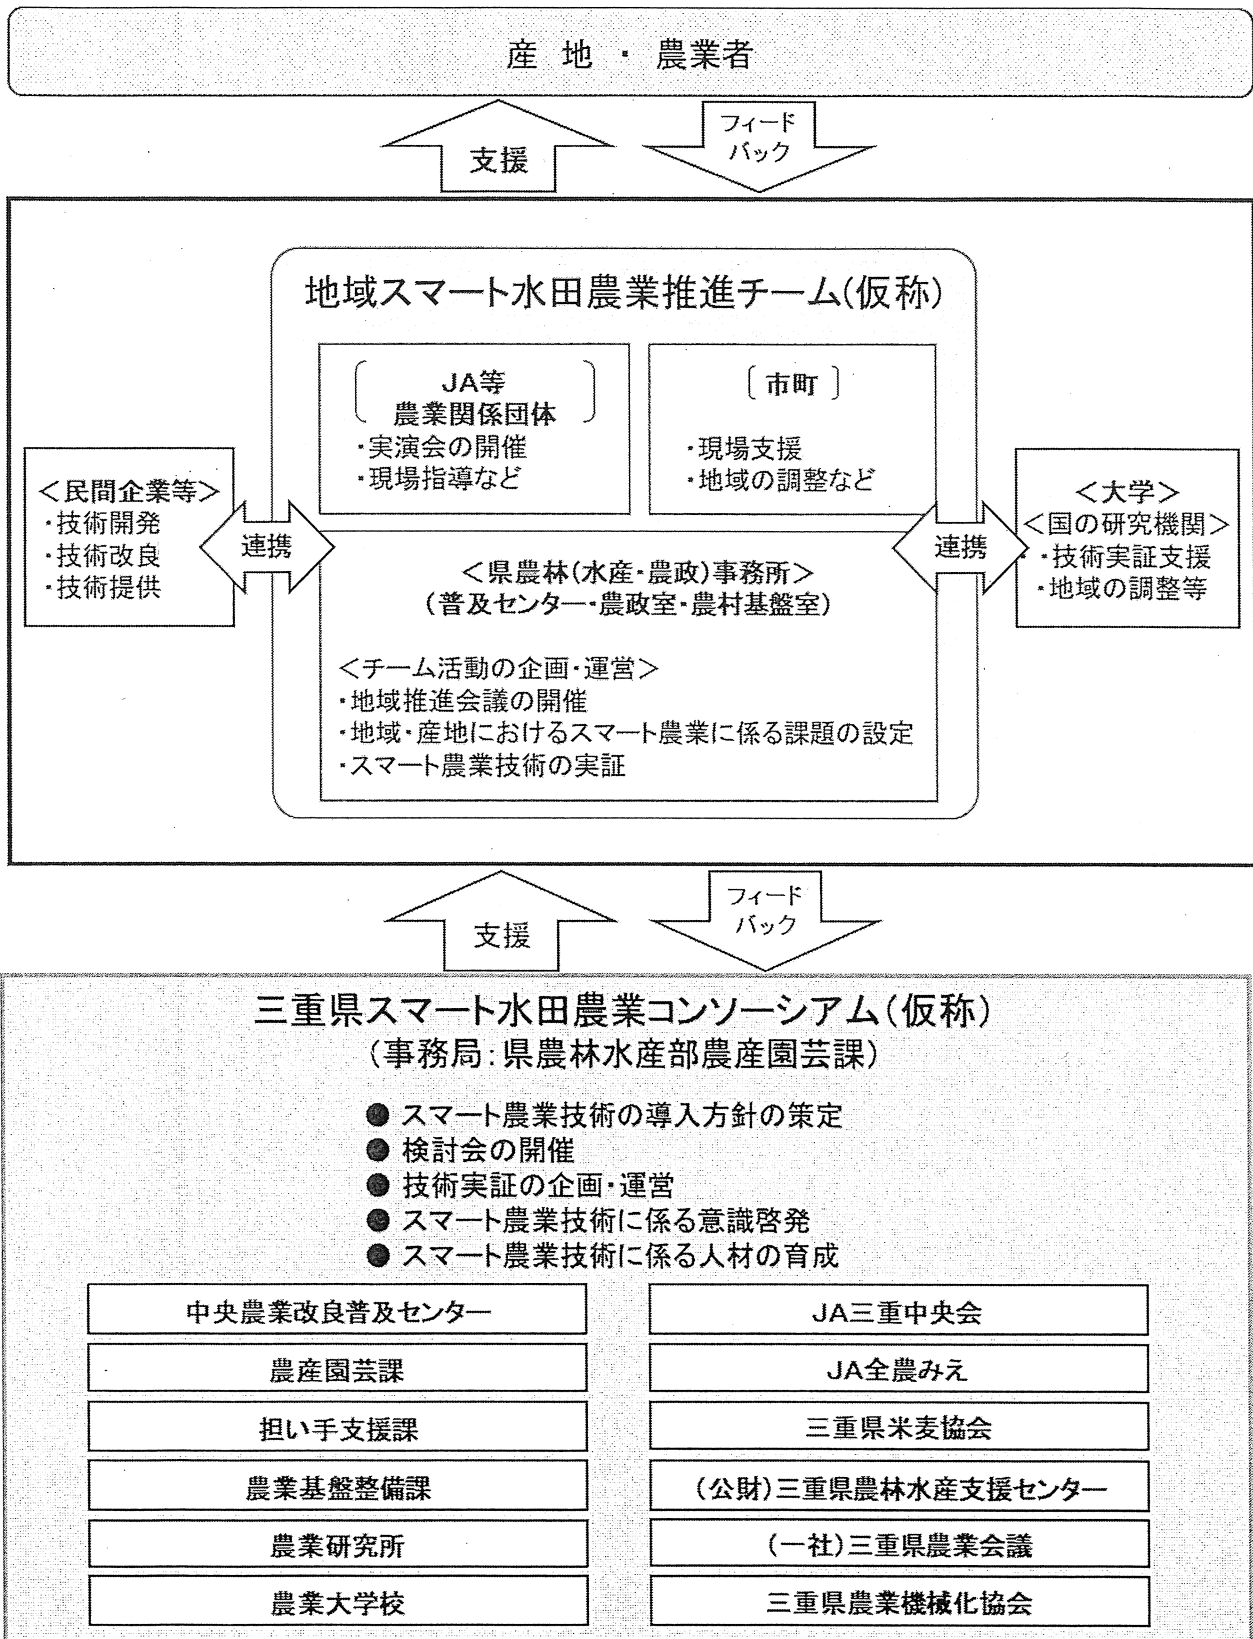 産 地 ・ 農業者
支援
フィード
バック
地域スマート水田農業推進チーム(仮称)
JA等
農業関係団体
・実演会の開催
・現場指導など
〔 市町 〕
・現場支援
・地域の調整など
＜民間企業等＞
・技術開発
・技術改良
・技術提供
連携
＜県農林(水産・農政)事務所＞
(普及センター・農政室・農村基盤室)
＜チーム活動の企画・運営＞
・地域推進会議の開催
・地域・産地におけるスマート農業に係る課題の設定
・スマート農業技術の実証
連携
＜大学＞
＜国の研究機関＞
・技術実証支援
・地域の調整等
支援
フィード
バック
三重県スマート水田農業コンソーシアム(仮称)
(事務局：県農林水産部農産園芸課)
● スマート農業技術の導入方針の策定
● 検討会の開催
● 技術実証の企画・運営
● スマート農業技術に係る意識啓発
● スマート農業技術に係る人材の育成
中央農業改良普及センター
農産園芸課
担い手支援課
農業基盤整備課
農業研究所
農業大学校
JA三重中央会
JA全農みえ
三重県米麦協会
(公財)三重県農林水産支援センター
(一社)三重県農業会議
三重県農業機械化協会